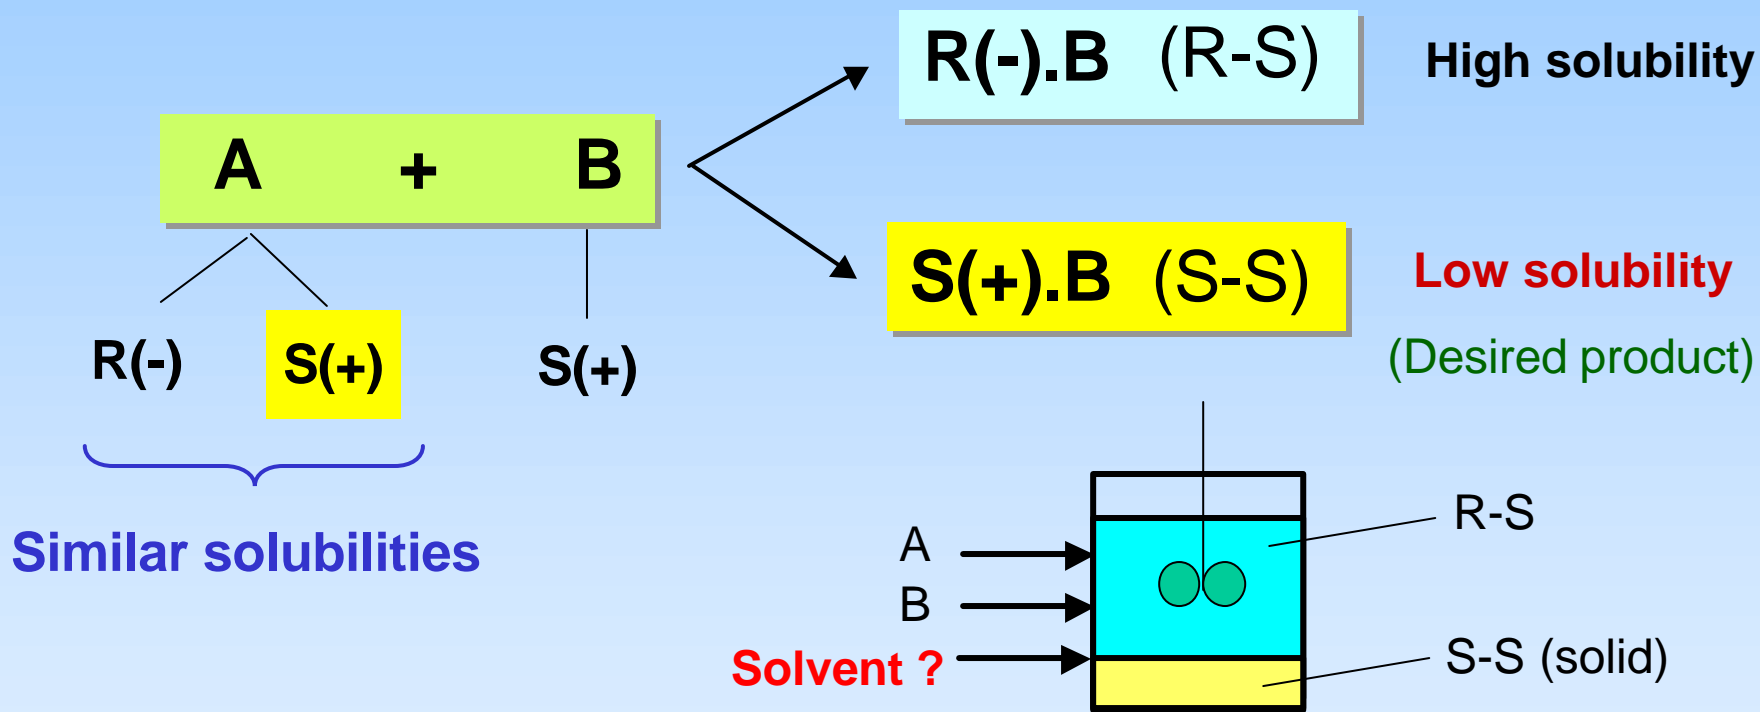 A + B
R(-) S(+) S(+)
Similar solubilities
R(-).B (R-S) High solubility
S(+).B (S-S) Low solubility
(Desired product)
A
B
Solvent ?
R-S
S-S (solid)